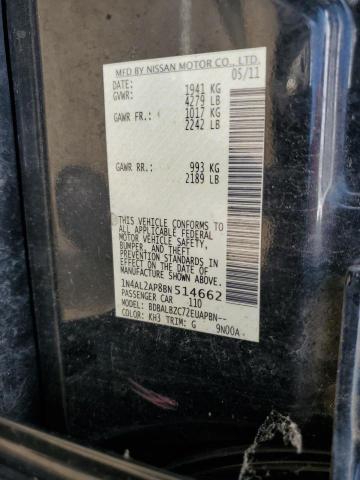 MFD BY NISSAN MOTOR CO., LTD.
DATE: 05/11
GVWR: 1941 KG
4279 LB
GAWR FR.: 1017 KG
2242 LB
GAWR RR.: 993 KG
2189 LB
THIS VEHICLE CONFORMS TO
ALL APPLICABLE FEDERAL
MOTOR VEHICLE SAFETY,
BUMPER, AND THEFT
PREVENTION STANDARDS IN
EFFECT ON THE DATE OF
MANUFACTURE SHOWN ABOVE.
1N4AL2AP8BN514662
PASSENGER CAR 110
MODEL: BDBALBZC72EUAPBN--
COLOR: KH3 TRIM: G 9N00A